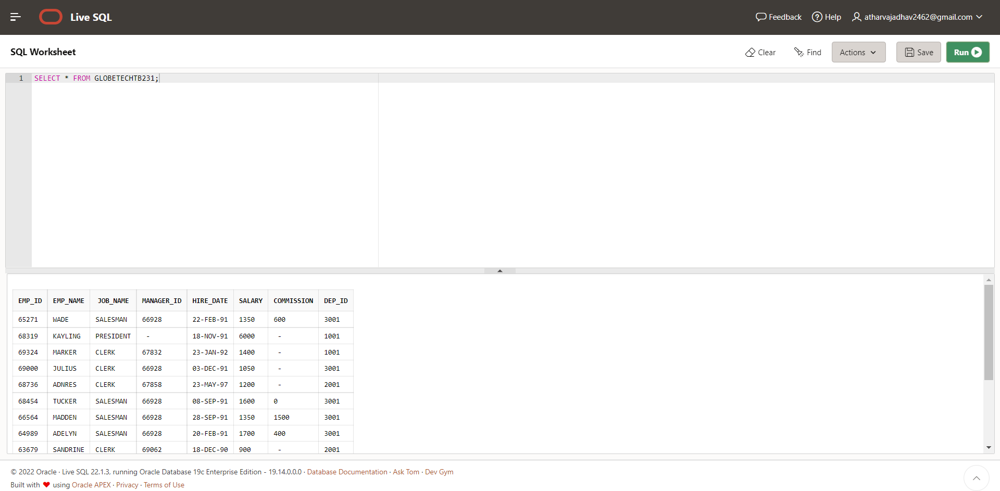 Live SQL
Feedback
Help
atharvajadhav2462@gmail.com
SQL Worksheet
Clear
Find
Actions
Save
Run
1 SELECT * FROM GLOBETECHTB231;
EMP_ID EMP_NAME JOB_NAME MANAGER_ID HIRE_DATE SALARY COMMISSION DEP_ID
65271 WADE SALESMAN 66928 22-FEB-91 1350 600 3001
68319 KAYLING PRESIDENT - 18-NOV-91 6000 - 1001
69324 MARKER CLERK 67832 23-JAN-92 1400 - 1001
69000 JULIUS CLERK 66928 03-DEC-91 1050 - 3001
68736 ADNRES CLERK 67858 23-MAY-97 1200 - 2001
68454 TUCKER SALESMAN 66928 08-SEP-91 1600 0 3001
66564 MADDEN SALESMAN 66928 28-SEP-91 1350 1500 3001
64989 ADELYN SALESMAN 66928 20-FEB-91 1700 400 3001
63679 SANDRINE CLERK 69062 18-DEC-90 900 - 2001
© 2022 Oracle · Live SQL 22.1.3, running Oracle Database 19c Enterprise Edition - 19.14.0.0.0 · Database Documentation · Ask Tom · Dev Gym
Built with ❤ using Oracle APEX · Privacy · Terms of Use